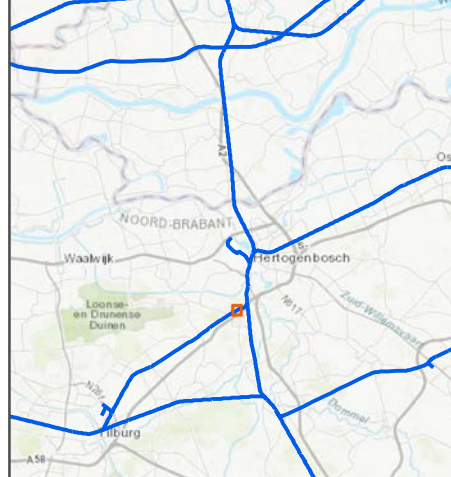 A2
Os
NOORD-BRABANT
Waalwijk
Hertogenbosch
Loonse-
en Drunense
Duinen
N617
Zuid-Willemsvaart
N261
Tilburg
Dommel
A58